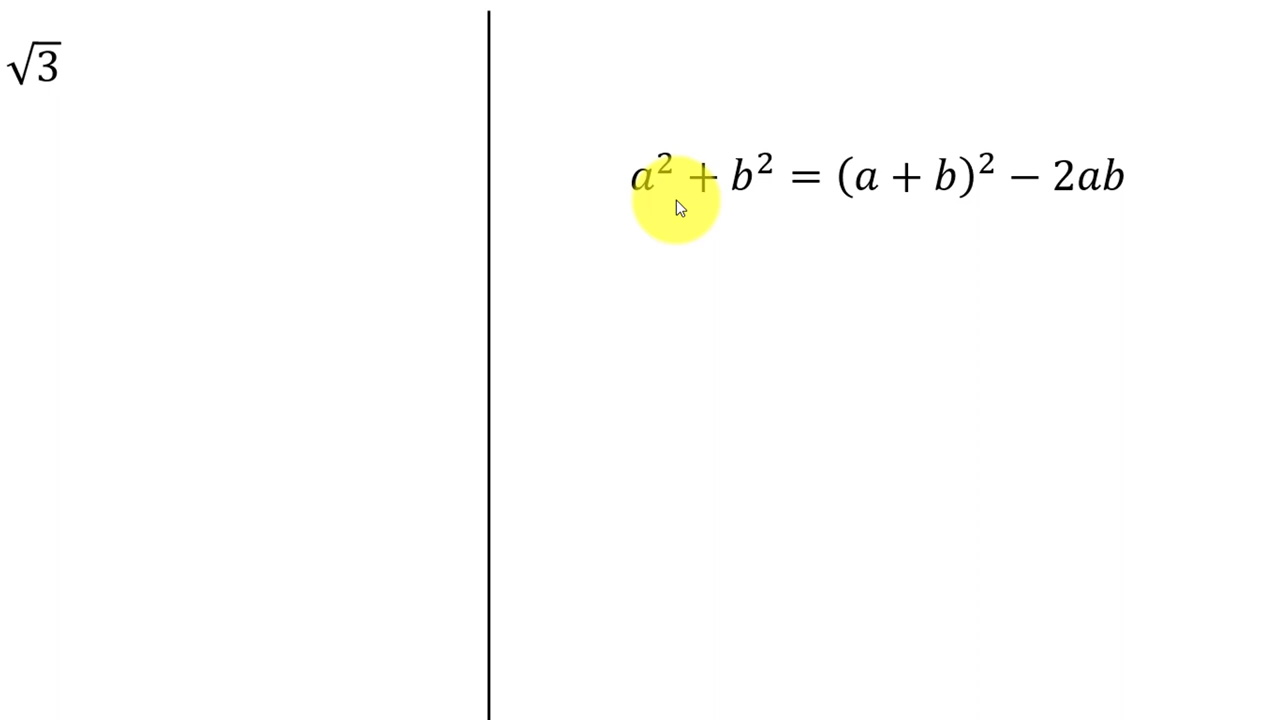 √3
a² + b² = (a + b)² − 2ab